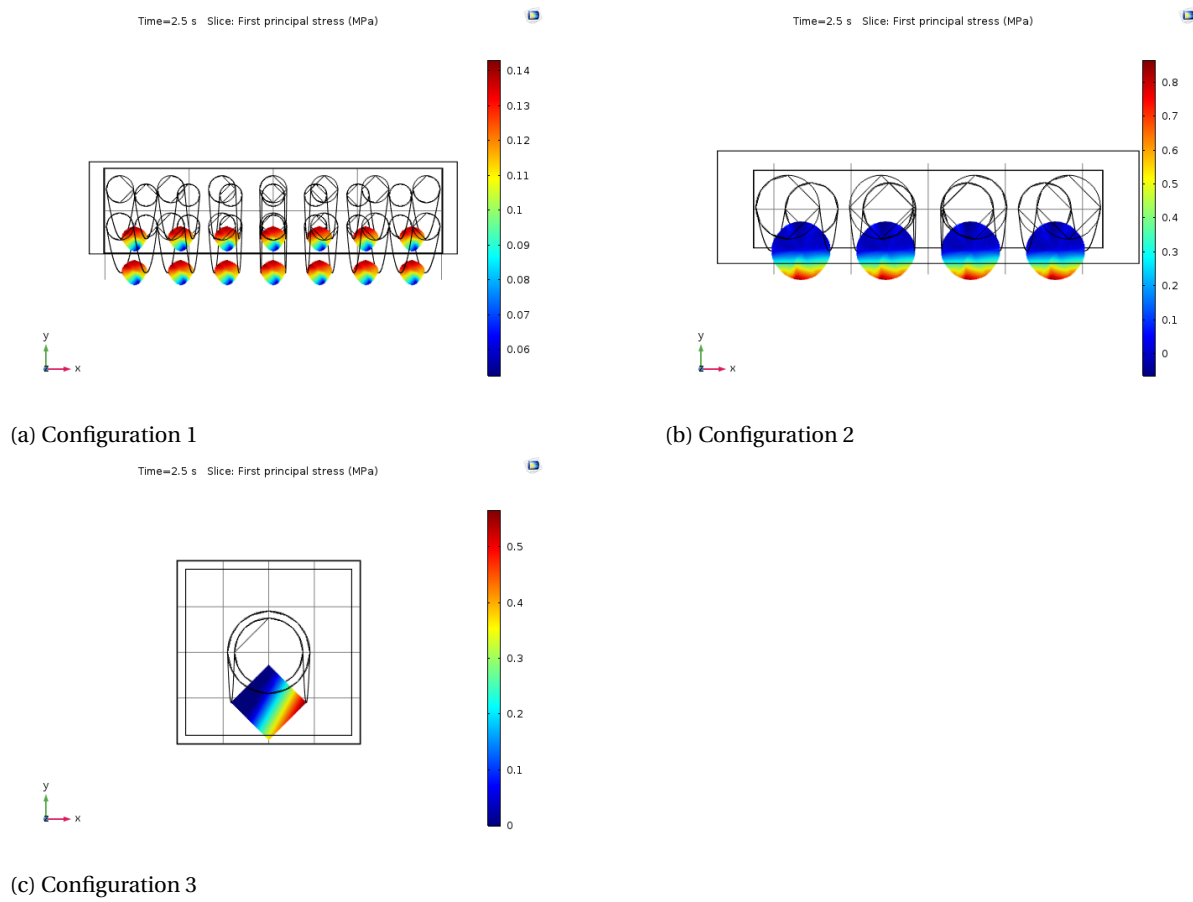 Time=2.5 s Slice: First principal stress (MPa)
0.14
0.13
0.12
0.11
0.1
0.09
0.08
0.07
0.06
y
z
x
(a) Configuration 1
Time=2.5 s Slice: First principal stress (MPa)
0.8
0.7
0.6
0.5
0.4
0.3
0.2
0.1
0
y
z
x
(b) Configuration 2
Time=2.5 s Slice: First principal stress (MPa)
0.5
0.4
0.3
0.2
0.1
0
y
z
x
(c) Configuration 3